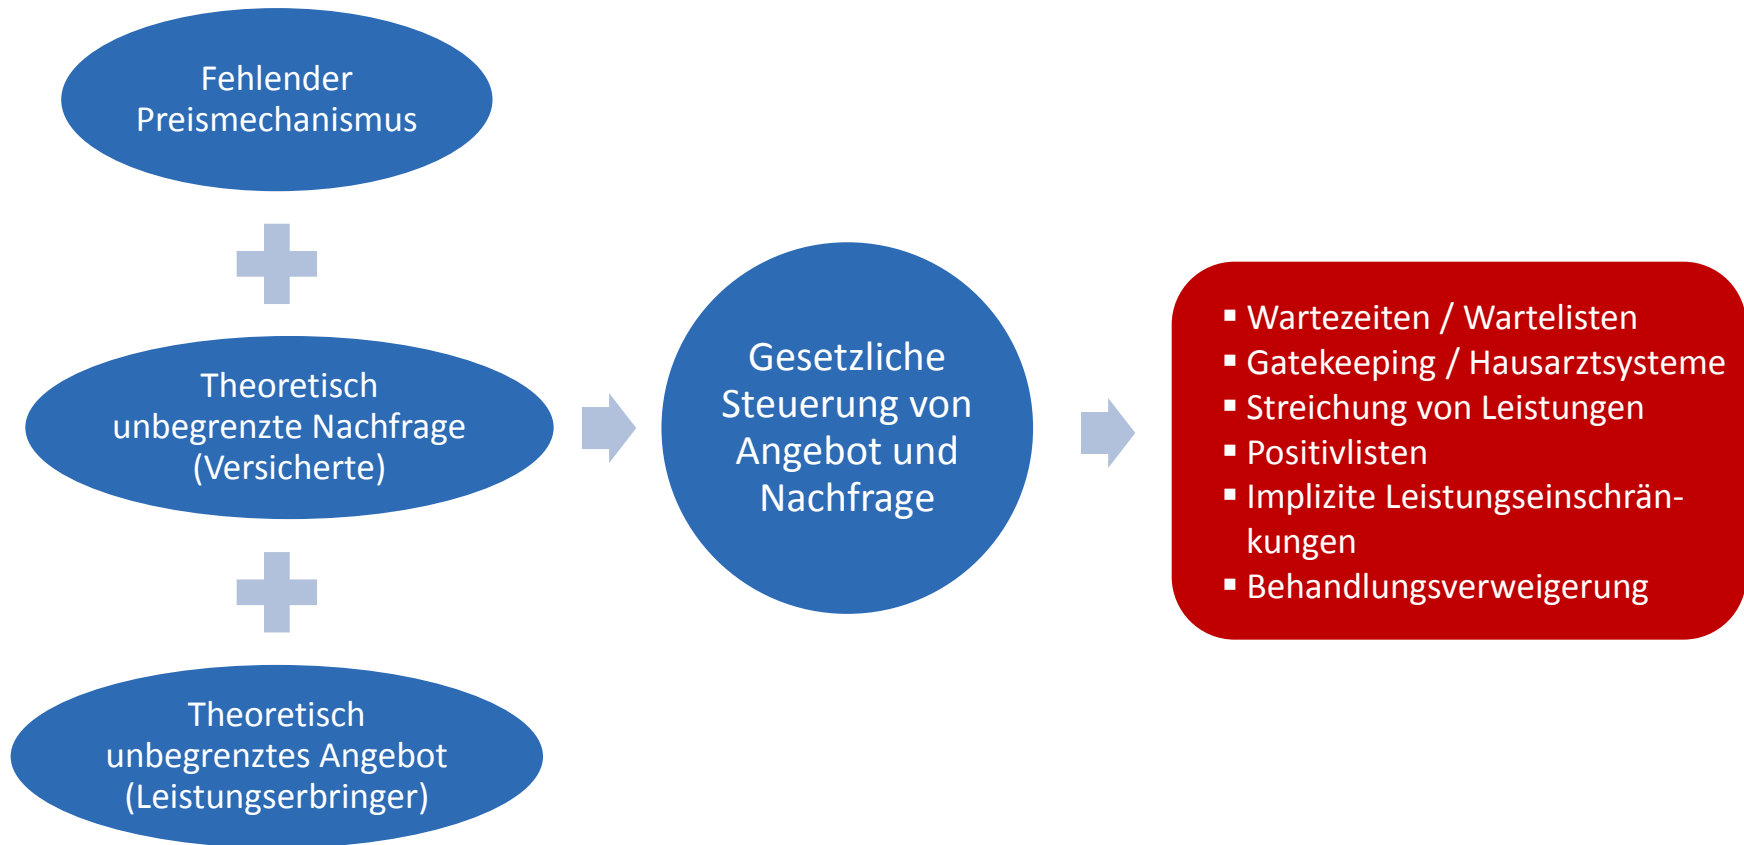 Fehlender
Preismechanismus
Theoretisch
unbegrenzte Nachfrage
(Versicherte)
Theoretisch
unbegrenztes Angebot
(Leistungserbringer)
Gesetzliche
Steuerung von
Angebot und
Nachfrage
▪ Wartezeiten / Wartelisten
▪ Gatekeeping / Hausarztsysteme
▪ Streichung von Leistungen
▪ Positivlisten
▪ Implizite Leistungseinschrän-
kungen
▪ Behandlungsverweigerung